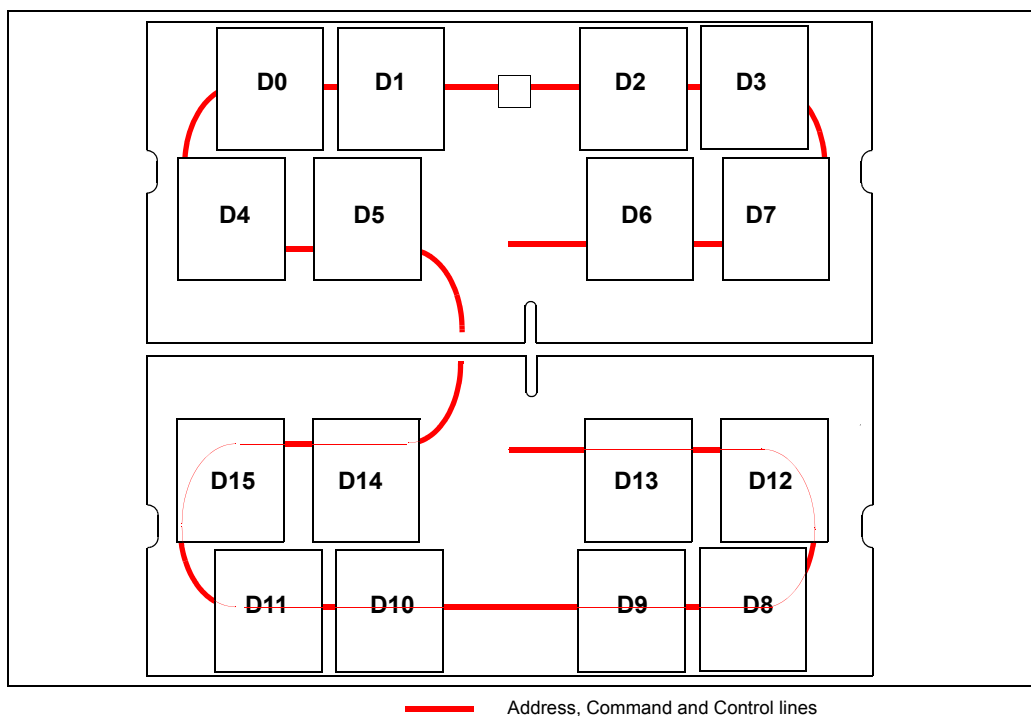 D0 D1 D2 D3
D4 D5 D6 D7
D15 D14 D13 D12
D11 D10 D9 D8
Address, Command and Control lines